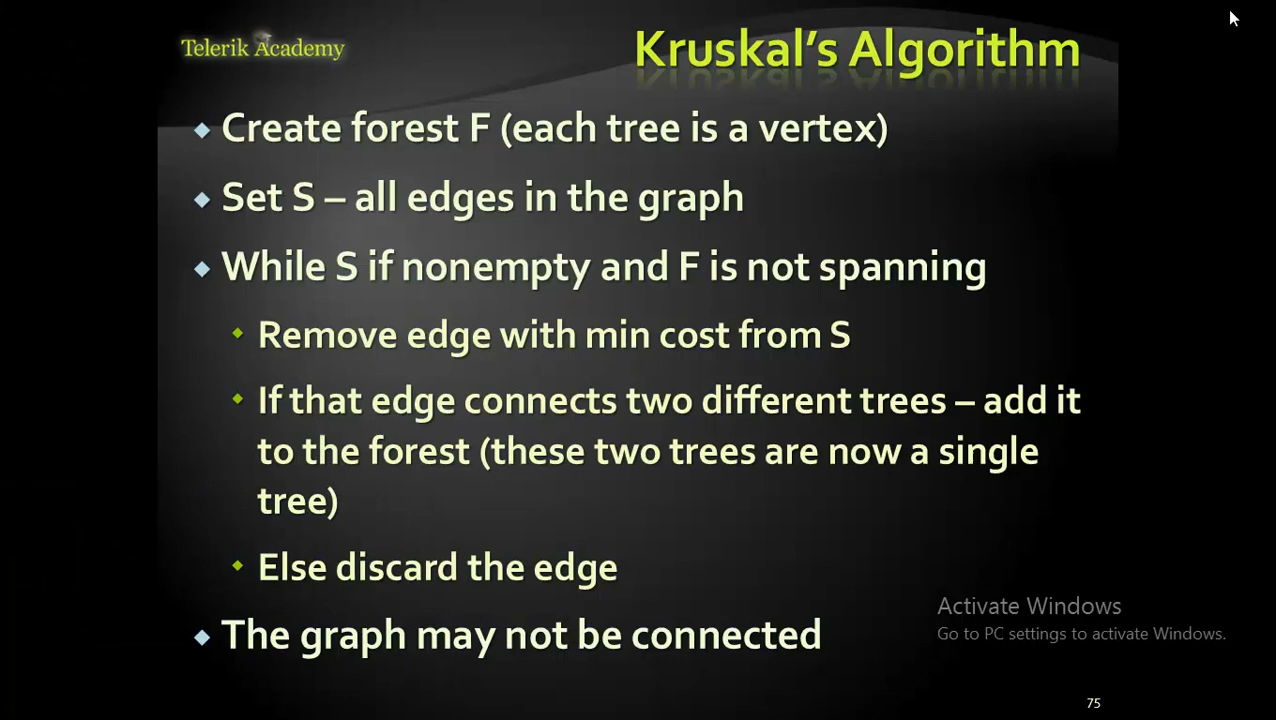 Telerik Academy
Kruskal's Algorithm
Create forest F (each tree is a vertex)
Set S – all edges in the graph
While S if nonempty and F is not spanning
Remove edge with min cost from S
If that edge connects two different trees – add it
to the forest (these two trees are now a single
tree)
Else discard the edge
The graph may not be connected
Activate Windows
Go to PC settings to activate Windows.
75